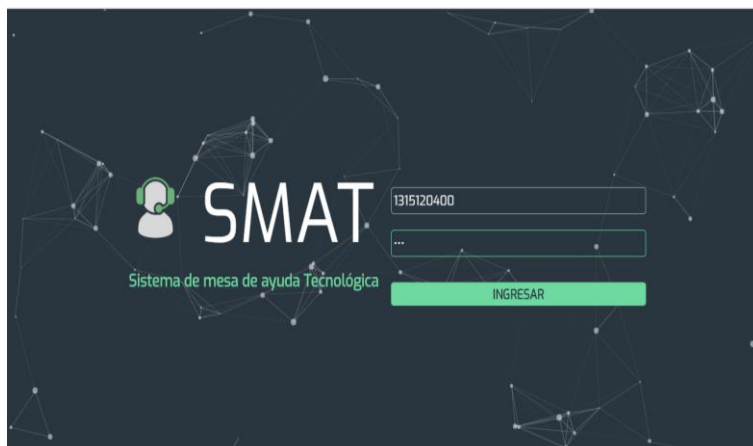 SMAT
Sistema de mesa de ayuda Tecnológica
1315120400
...
INGRESAR